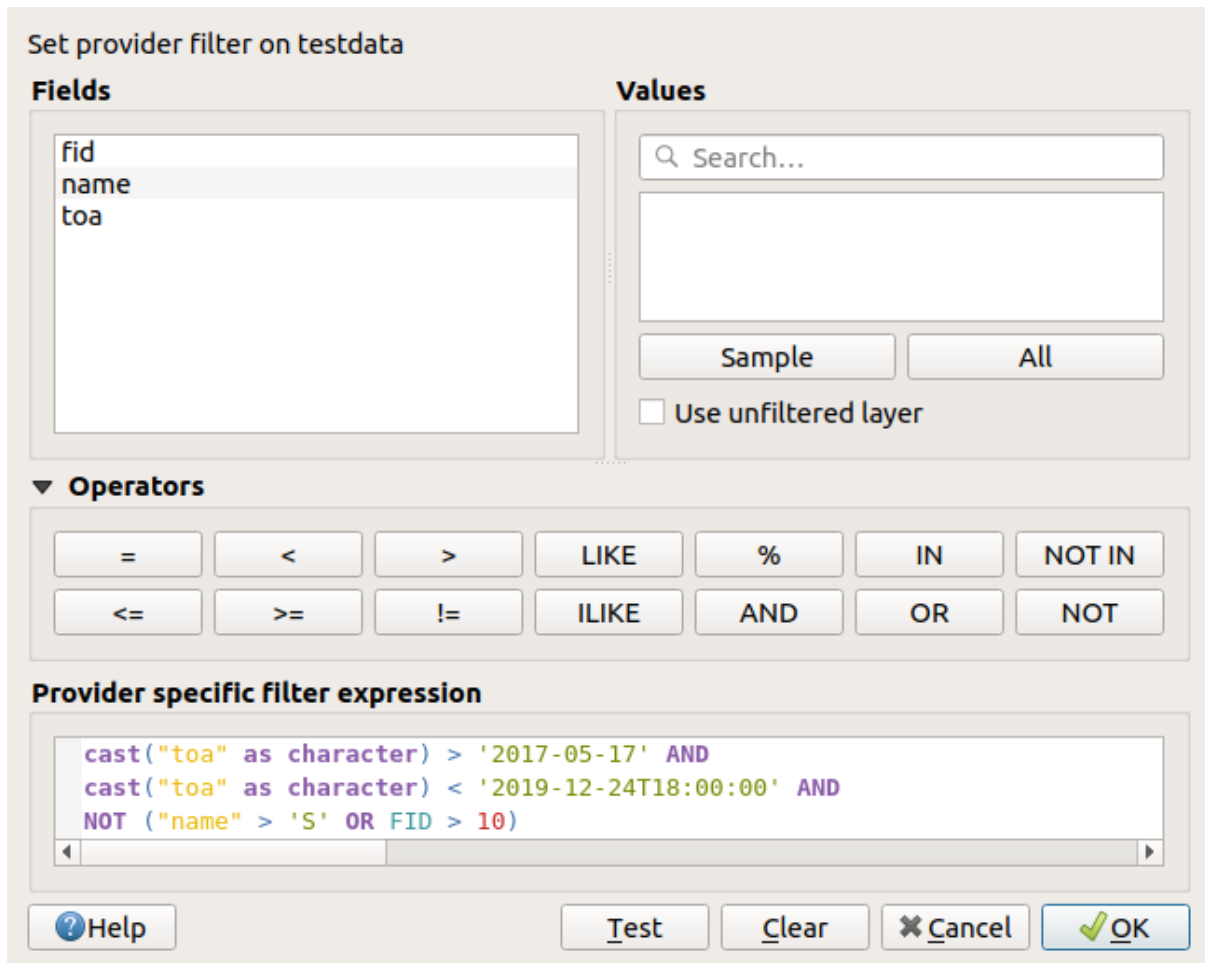 Set provider filter on testdata
Fields
Values
fid
name
toa
Search...
Sample
All
Use unfiltered layer
Operators
= < > LIKE % IN NOT IN
<= >= != ILIKE AND OR NOT
Provider specific filter expression
cast("toa" as character) > '2017-05-17' AND
cast("toa" as character) < '2019-12-24T18:00:00' AND
NOT ("name" > 'S' OR FID > 10)
Help Test Clear Cancel OK